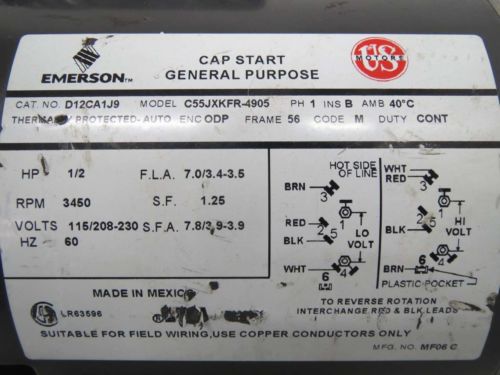 EMERSON™
CAP START
GENERAL PURPOSE
US
MOTORS
CAT. NO. D12CA1J9 MODEL C55JXKFR-4905 PH 1 INS B AMB 40°C
THERMALLY PROTECTED- AUTO ENC ODP FRAME 56 CODE M DUTY CONT
HP 1/2 F.L.A. 7.0/3.4-3.5
RPM 3450 S.F. 1.25
VOLTS 115/208-230 S.F.A. 7.8/3.9-3.9
HZ 60
HOT SIDE
OF LINE
BRN 3
1
RED 2
BLK 5
LO
VOLT
WHT 4
6
WHT
RED 3
1
2
5
HI
VOLT
4
BRN 6
PLASTIC POCKET
MADE IN MEXICO
LR63596
TO REVERSE ROTATION
INTERCHANGE RED & BLK LEADS
SUITABLE FOR FIELD WIRING, USE COPPER CONDUCTORS ONLY
MFG. NO. MF06 C